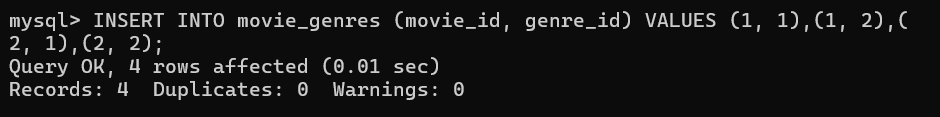 mysql> INSERT INTO movie_genres (movie_id, genre_id) VALUES (1, 1),(1, 2),(
2, 1),(2, 2);
Query OK, 4 rows affected (0.01 sec)
Records: 4  Duplicates: 0  Warnings: 0